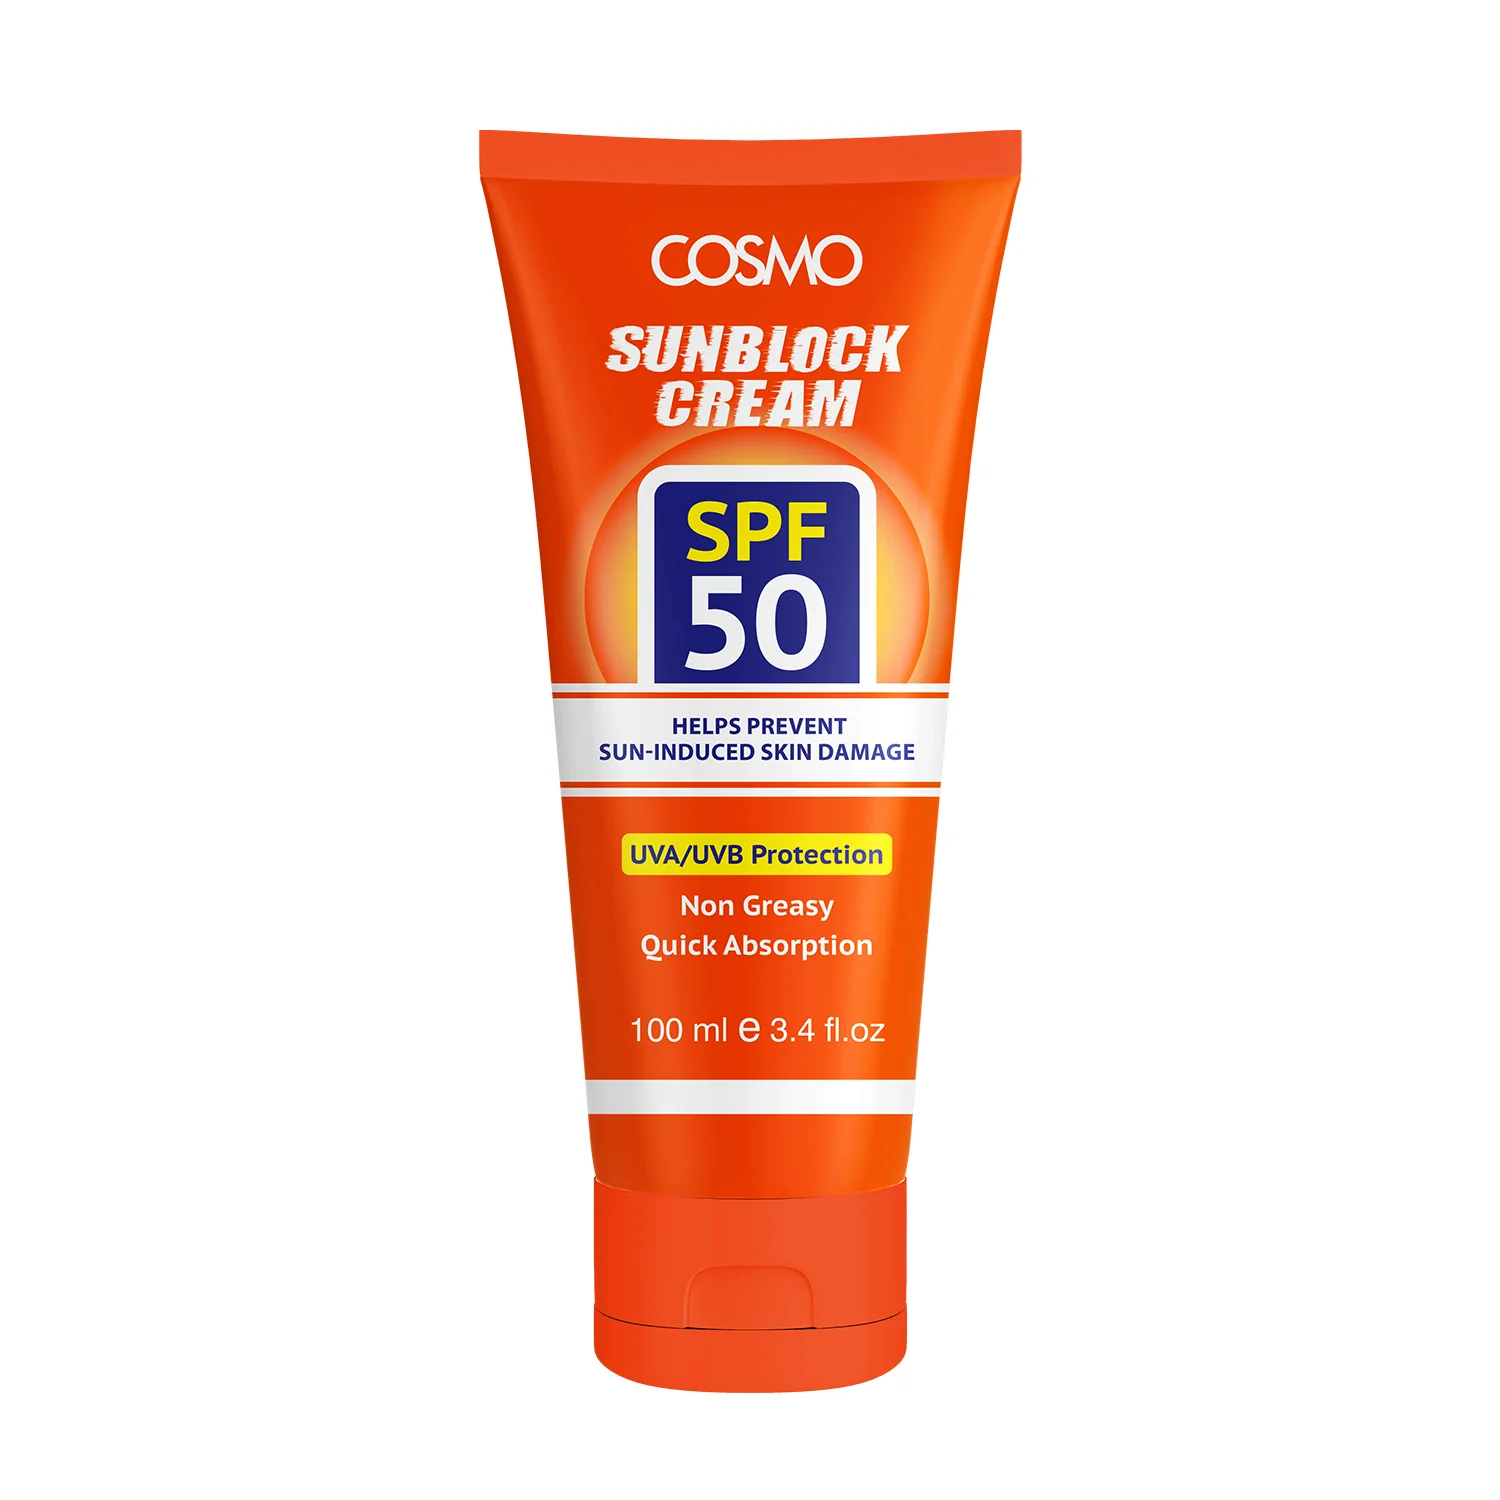 COSMO
SUNBLOCK
CREAM
SPF
50
HELPS PREVENT
SUN-INDUCED SKIN DAMAGE
UVA/UVB Protection
Non Greasy
Quick Absorption
100 ml e 3.4 fl.oz